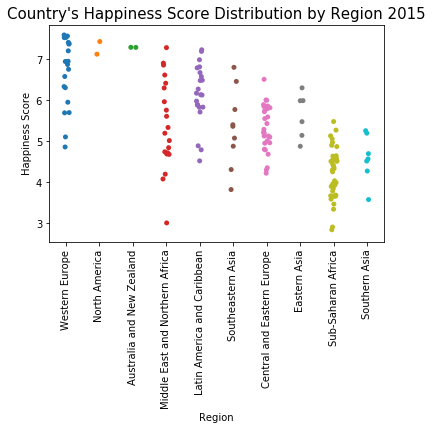 Country's Happiness Score Distribution by Region 2015
Happiness Score
7
6
5
4
3
Western Europe
North America
Australia and New Zealand
Middle East and Northern Africa
Latin America and Caribbean
Southeastern Asia
Central and Eastern Europe
Eastern Asia
Sub-Saharan Africa
Southern Asia
Region